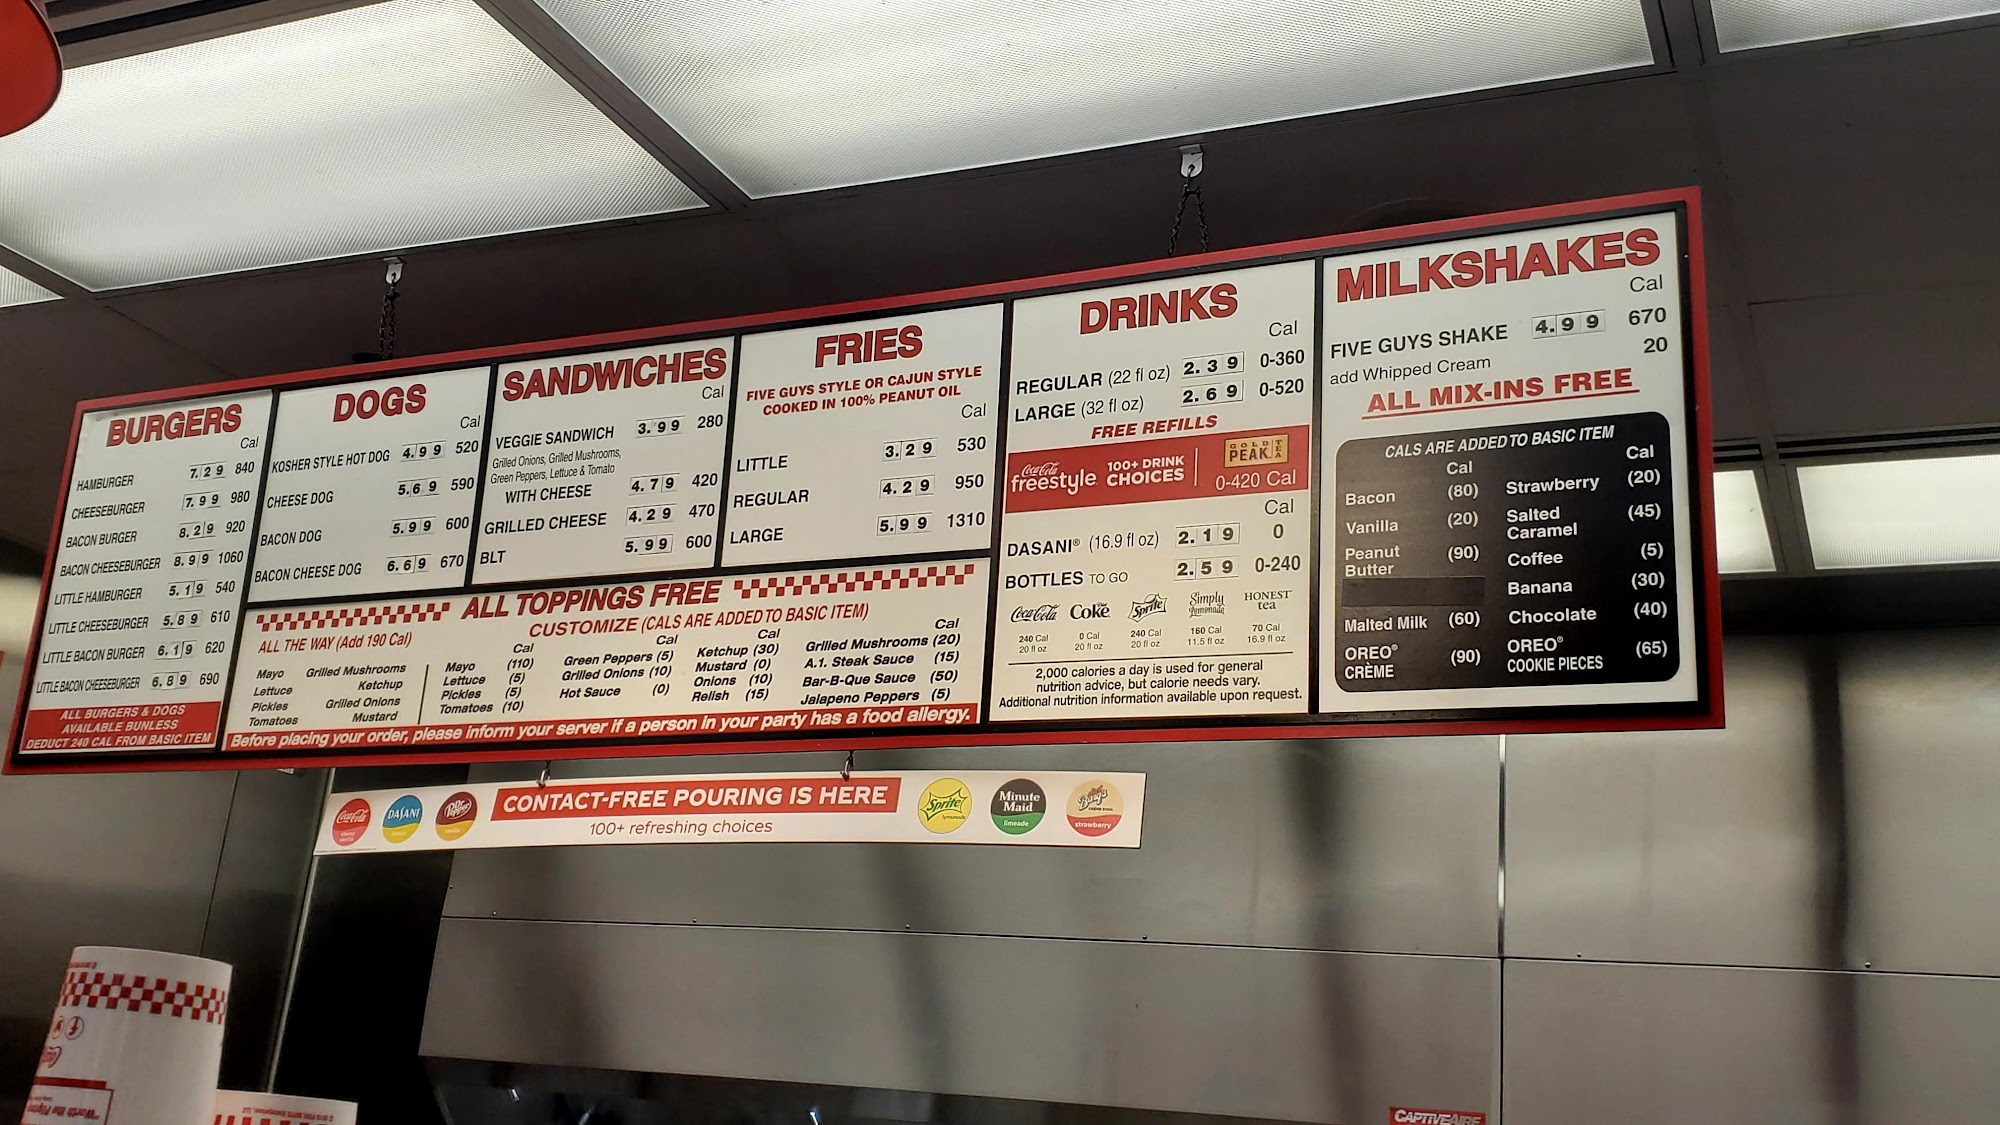 BURGERS
Cal
HAMBURGER 7.29 840
CHEESEBURGER 7.99 980
BACON BURGER 8.29 920
BACON CHEESEBURGER 8.99 1060
LITTLE HAMBURGER 5.19 540
LITTLE CHEESEBURGER 5.89 610
LITTLE BACON BURGER 6.19 620
LITTLE BACON CHEESEBURGER 6.89 690
ALL BURGERS & DOGS
AVAILABLE BUNLESS
DEDUCT 240 CAL FROM BASIC ITEM
DOGS
Cal
KOSHER STYLE HOT DOG 4.99 520
CHEESE DOG 5.69 590
BACON DOG 5.99 600
BACON CHEESE DOG 6.69 670
SANDWICHES
Cal
VEGGIE SANDWICH 3.99 280
Grilled Onions, Grilled Mushrooms,
Green Peppers, Lettuce & Tomato
WITH CHEESE 4.79 420
GRILLED CHEESE 4.29 470
BLT 5.99 600
FRIES
FIVE GUYS STYLE OR CAJUN STYLE
COOKED IN 100% PEANUT OIL
Cal
LITTLE 3.29 530
REGULAR 4.29 950
LARGE 5.99 1310
ALL TOPPINGS FREE
CUSTOMIZE (CALS ARE ADDED TO BASIC ITEM)
ALL THE WAY (Add 190 Cal)
Mayo Grilled Mushrooms
Lettuce Ketchup
Pickles Grilled Onions
Tomatoes Mustard
Cal
Mayo (110)
Lettuce (5)
Pickles (5)
Tomatoes (10)
Cal
Green Peppers (5)
Grilled Onions (10)
Hot Sauce (0)
Cal
Ketchup (30)
Mustard (0)
Onions (10)
Relish (15)
Cal
Grilled Mushrooms (20)
A.1. Steak Sauce (15)
Bar-B-Que Sauce (50)
Jalapeno Peppers (5)
Before placing your order, please inform your server if a person in your party has a food allergy.
DRINKS
Cal
REGULAR (22 fl oz) 2.39 0-360
LARGE (32 fl oz) 2.69 0-520
FREE REFILLS
Coca-Cola freestyle 100+ DRINK CHOICES
GOLD PEAK TEA
0-420 Cal
Cal
DASANI® (16.9 fl oz) 2.19 0
BOTTLES TO GO 2.59 0-240
Coca-Cola Coke Sprite Simply Lemonade HONEST tea
240 Cal 0 Cal 240 Cal 160 Cal 70 Cal
20 fl oz 20 fl oz 20 fl oz 11.5 fl oz 16.9 fl oz
2,000 calories a day is used for general
nutrition advice, but calorie needs vary.
Additional nutrition information available upon request.
MILKSHAKES
Cal
FIVE GUYS SHAKE 4.99 670
add Whipped Cream 20
ALL MIX-INS FREE
CALS ARE ADDED TO BASIC ITEM
Cal
Bacon (80)
Vanilla (20)
Peanut
Butter (90)
Malted Milk (60)
OREO®
CRÈME (90)
Cal
Strawberry (20)
Salted
Caramel (45)
Coffee (5)
Banana (30)
Chocolate (40)
OREO®
COOKIE PIECES (65)
Coca-Cola DASANI Dr Pepper
CONTACT-FREE POURING IS HERE
100+ refreshing choices
Sprite lymonade
Minute Maid limeade
Barq's strawberry
CAPTIVEAIRE